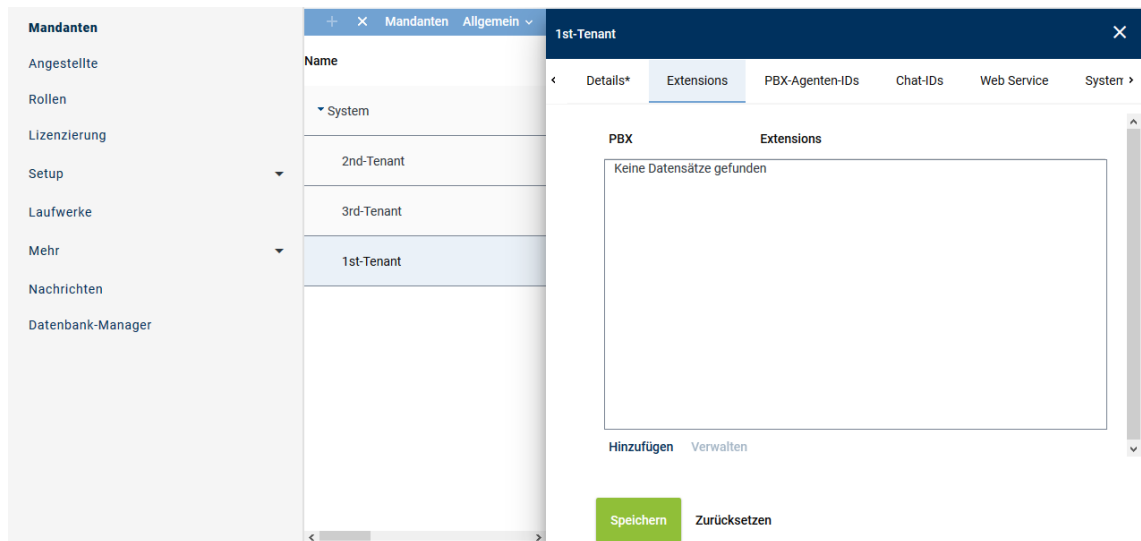 Mandanten
Angestellte
Rollen
Lizenzierung
Setup
Laufwerke
Mehr
Nachrichten
Datenbank-Manager
Mandanten Allgemein
Name
System
2nd-Tenant
3rd-Tenant
1st-Tenant
1st-Tenant
Details* Extensions PBX-Agenten-IDs Chat-IDs Web Service
PBX Extensions
Keine Datensätze gefunden
Hinzufügen Verwalten
Speichern Zurücksetzen